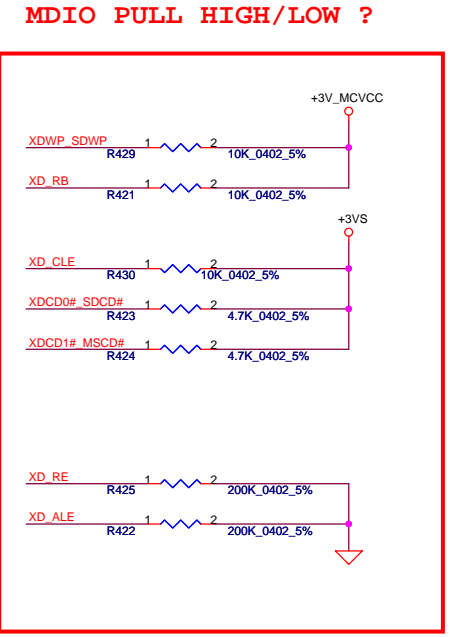 MDIO PULL HIGH/LOW ?
+3V_MCVCC
XDWP_SDWP 1 2
R429 10K_0402_5%
XD_RB 1 2
R421 10K_0402_5%
+3VS
XD_CLE 1 2
R430 10K_0402_5%
XDCD0#_SDCD# 1 2
R423 4.7K_0402_5%
XDCD1#_MSCD# 1 2
R424 4.7K_0402_5%
XD_RE 1 2
R425 200K_0402_5%
XD_ALE 1 2
R422 200K_0402_5%